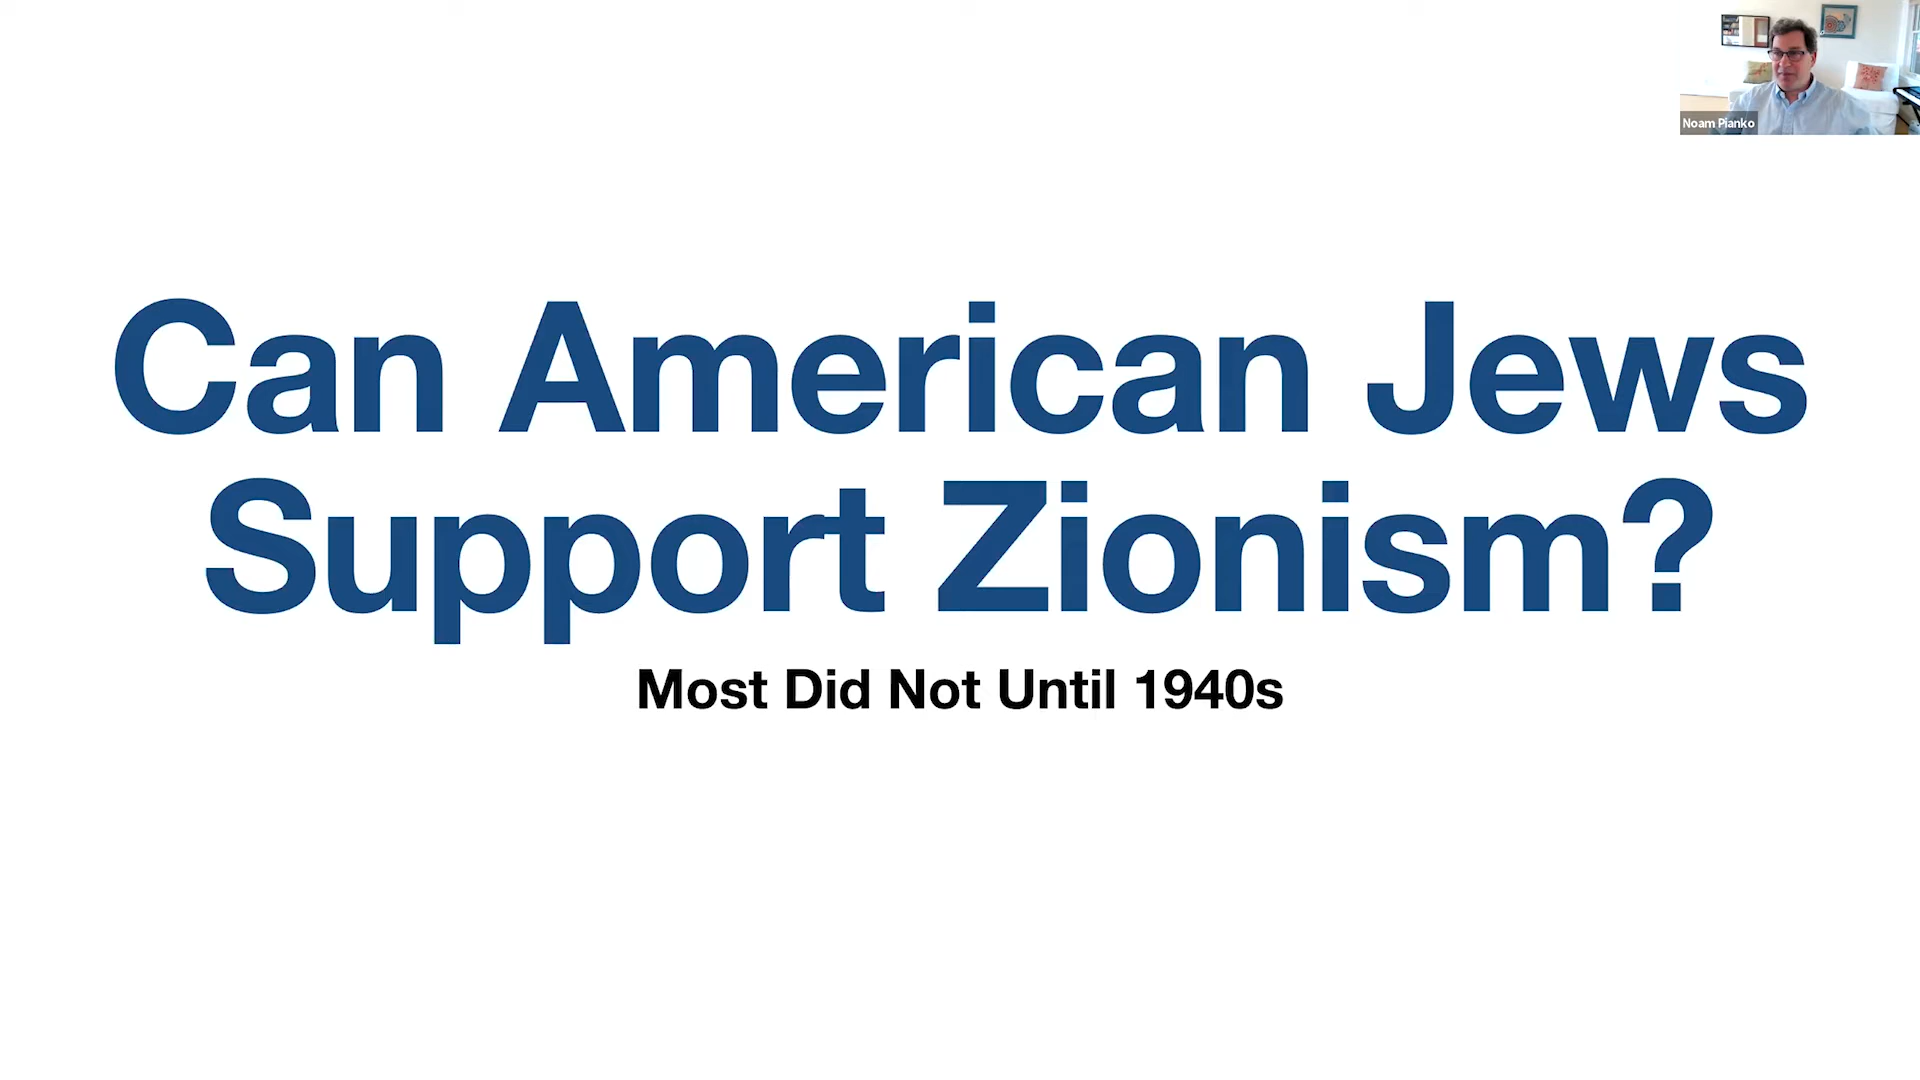 Noam Pianko
Can American Jews
Support Zionism?
Most Did Not Until 1940s